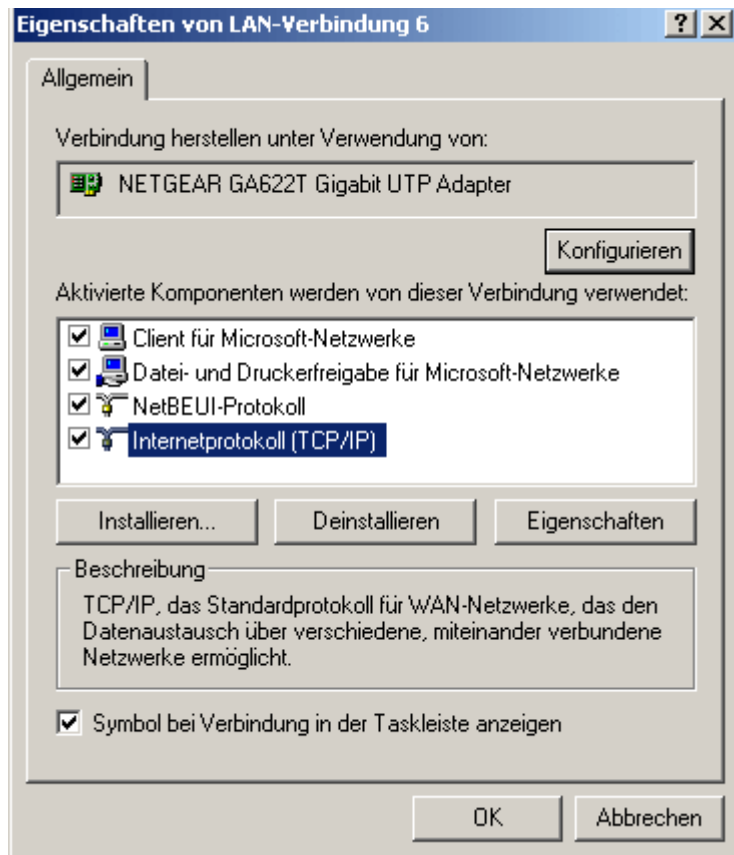 Eigenschaften von LAN-Verbindung 6
Allgemein
Verbindung herstellen unter Verwendung von:
NETGEAR GA622T Gigabit UTP Adapter
Konfigurieren
Aktivierte Komponenten werden von dieser Verbindung verwendet:
Client für Microsoft-Netzwerke
Datei- und Druckerfreigabe für Microsoft-Netzwerke
NetBEUI-Protokoll
Internetprotokoll (TCP/IP)
Installieren... Deinstallieren Eigenschaften
Beschreibung
TCP/IP, das Standardprotokoll für WAN-Netzwerke, das den
Datenaustausch über verschiedene, miteinander verbundene
Netzwerke ermöglicht.
Symbol bei Verbindung in der Taskleiste anzeigen
OK Abbrechen